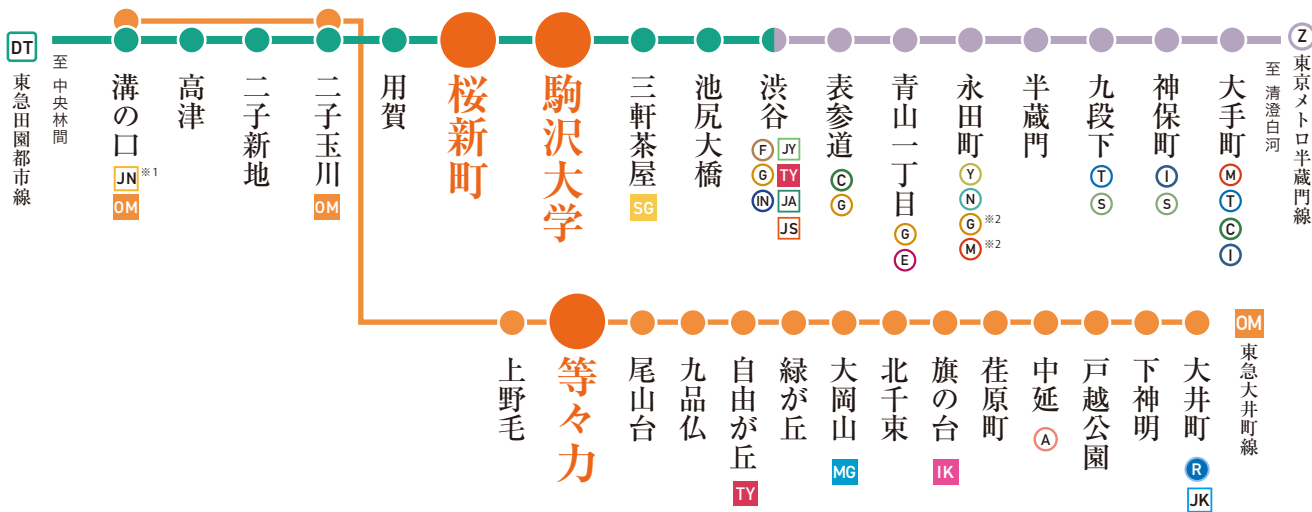 DT
東急田園都市線
至 中央林間
溝の口
JN ※1
OM
高津
二子新地
二子玉川
OM
用賀
桜新町
駒沢大学
三軒茶屋
SG
池尻大橋
渋谷
F JY
G TY
IN JA
JS
表参道
C
G
青山一丁目
G
E
永田町
Y
N
G ※2
M ※2
半蔵門
九段下
T
S
神保町
I
S
大手町
M
T
C
I
至 清澄白河
Z
東京メトロ半蔵門線
上野毛
等々力
尾山台
九品仏
自由が丘
TY
緑が丘
大岡山
MG
北千束
旗の台
IK
荏原町
中延
A
戸越公園
下神明
大井町
R
JK
OM
東急大井町線